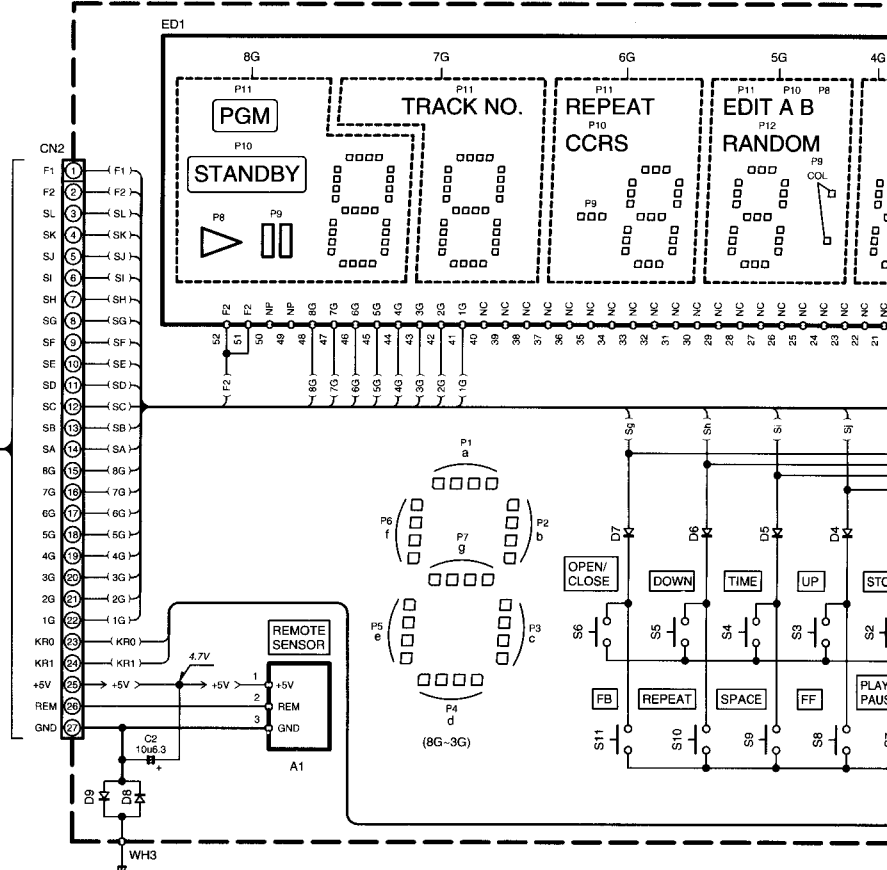 ED1
8G 7G 6G 5G 4G
P11 P11 P11 P11 P10 P8
PGM TRACK NO. REPEAT EDIT A B
P10 P10 P12
STANDBY CCRS RANDOM
P9
COL
P8 P9 P9
F2 F2 NP NP 8G 7G 6G 5G 4G 3G 2G 1G NC NC NC NC NC NC NC NC NC NC NC NC NC NC NC NC NC NC NC NC
52 51 50 49 48 47 46 45 44 43 42 41 40 39 38 37 36 35 34 33 32 31 30 29 28 27 26 25 24 23 22 21
F2 8G 7G 6G 5G 4G 3G 2G 1G
CN2
F1 1 F1
F2 2 F2
SL 3 SL
SK 4 SK
SJ 5 SJ
SI 6 SI
SH 7 SH
SG 8 SG
SF 9 SF
SE 10 SE
SD 11 SD
SC 12 SC
SB 13 SB
SA 14 SA
8G 15 8G
7G 16 7G
6G 17 6G
5G 18 5G
4G 19 4G
3G 20 3G
2G 21 2G
1G 22 1G
KR0 23 KR0
KR1 24 KR1
+5V 25 +5V +5V 1 +5V
REM 26 2 REM
GND 27 3 GND
4.7V
REMOTE
SENSOR
A1
C2
10u6.3
+
D9 D8
WH3
P1
a
P6
f
P2
b
P7
g
P5
e
P3
c
P4
d
(8G~3G)
Sg Sh Si Sj
D7 D6 D5 D4
OPEN/
CLOSE
DOWN TIME UP STO
S6 S5 S4 S3 S2
FB REPEAT SPACE FF
PLAY
PAUS
S11 S10 S9 S8